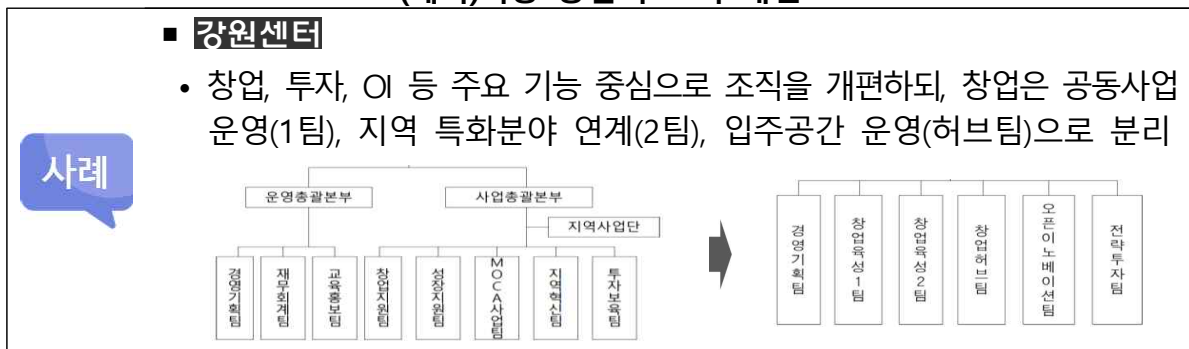 ■ 강원센터
• 창업, 투자, OI 등 주요 기능 중심으로 조직을 개편하되, 창업은 공동사업
운영(1팀), 지역 특화분야 연계(2팀), 입주공간 운영(허브팀)으로 분리
사례
운영총괄본부
사업총괄본부
지역사업단
경영기획팀
재무회계팀
교육홍보팀
창업지원팀
성장지원팀
MOCA사업팀
지역혁신팀
투자보육팀
경영기획팀
창업육성1팀
창업육성2팀
창업허브팀
오픈이노베이션팀
전략투자팀